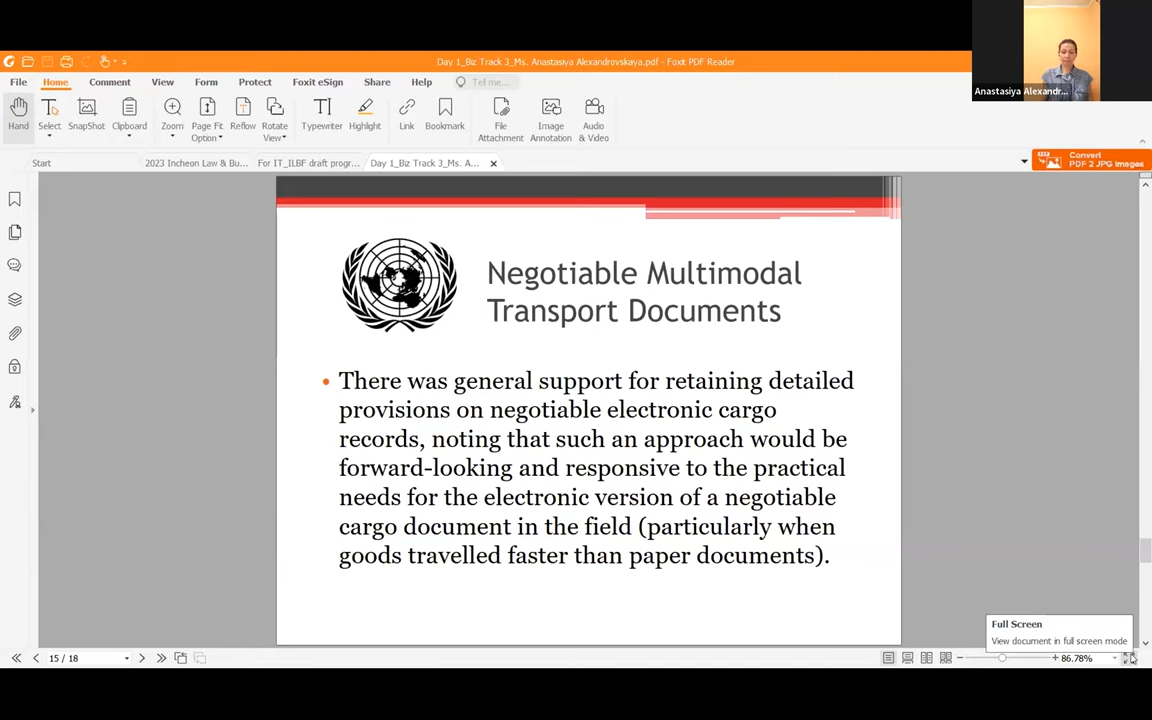 Day 1_Biz Track 3_Ms. Anastasiya Alexandrovskaya.pdf - Foxit PDF Reader
Anastasiya Alexandr...
File Home Comment View Form Protect Foxit eSign Share Help Tell me...
Hand Select SnapShot Clipboard Zoom Page Fit Option Reflow Rotate View Typewriter Highlight Link Bookmark File Attachment Image Annotation Audio & Video
Start 2023 Incheon Law & Bu... For IT_ILBF draft progr... Day 1_Biz Track 3_Ms. A...
Convert
PDF 2 JPG Images
Negotiable Multimodal
Transport Documents
• There was general support for retaining detailed
provisions on negotiable electronic cargo
records, noting that such an approach would be
forward-looking and responsive to the practical
needs for the electronic version of a negotiable
cargo document in the field (particularly when
goods travelled faster than paper documents).
Full Screen
View document in full screen mode
15 / 18
86.78%